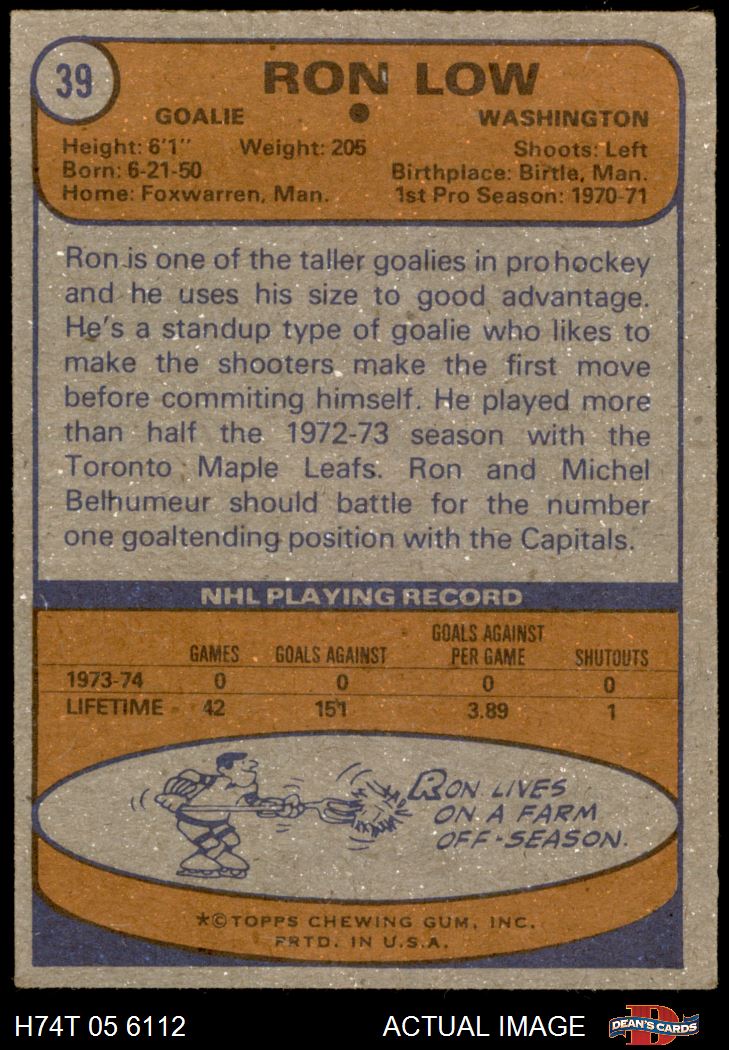 39
RON LOW
GOALIE
WASHINGTON
Height: 6'1" Weight: 205 Shoots: Left
Born: 6-21-50 Birthplace: Birtle, Man.
Home: Foxwarren, Man. 1st Pro Season: 1970-71
Ron is one of the taller goalies in pro hockey
and he uses his size to good advantage.
He's a standup type of goalie who likes to
make the shooters make the first move
before commiting himself. He played more
than half the 1972-73 season with the
Toronto Maple Leafs. Ron and Michel
Belhumeur should battle for the number
one goaltending position with the Capitals.
NHL PLAYING RECORD
GAMES GOALS AGAINST GOALS AGAINST PER GAME SHUTOUTS
1973-74 0 0 0 0
LIFETIME 42 151 3.89 1
RON LIVES
ON A FARM
OFF-SEASON.
*©TOPPS CHEWING GUM, INC.
PRTD. IN U.S.A.
H74T 05 6112 ACTUAL IMAGE
D
DEAN'S CARDS